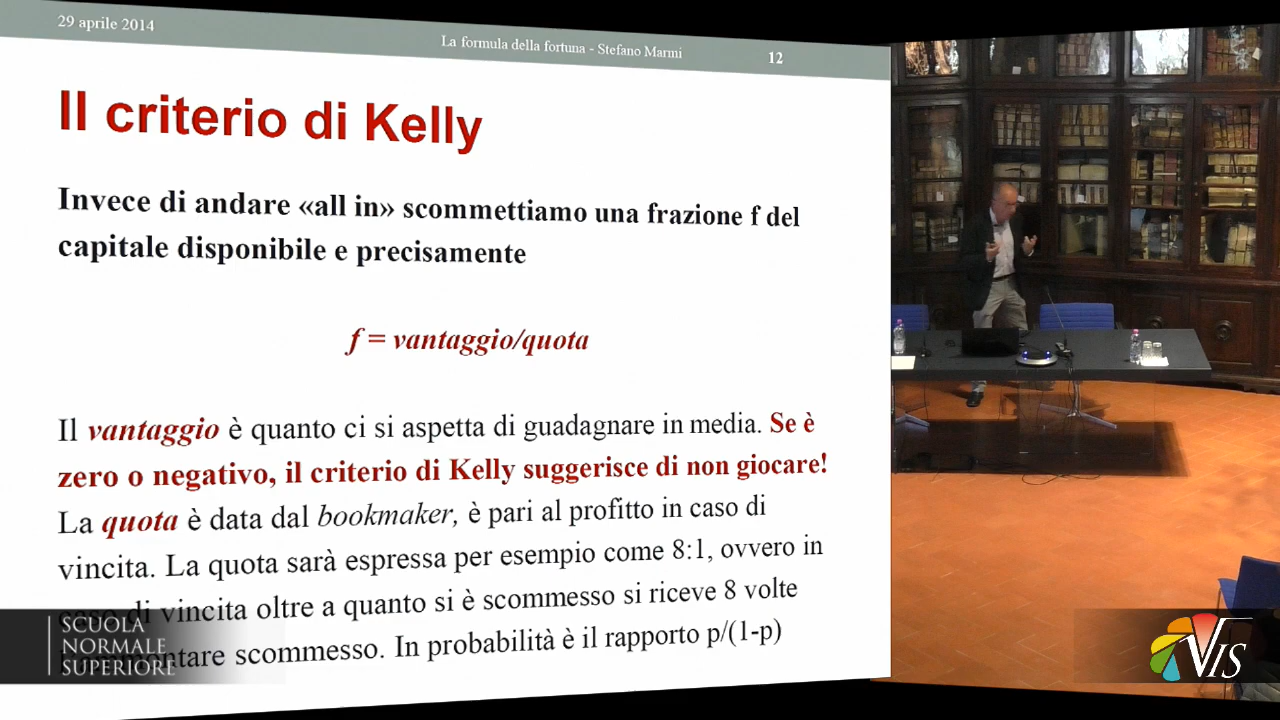 29 aprile 2014
La formula della fortuna - Stefano Marmi
12
Il criterio di Kelly
Invece di andare «all in» scommettiamo una frazione f del
capitale disponibile e precisamente
f = vantaggio/quota
Il vantaggio è quanto ci si aspetta di guadagnare in media. Se è
zero o negativo, il criterio di Kelly suggerisce di non giocare!
La quota è data dal bookmaker, è pari al profitto in caso di
vincita. La quota sarà espressa per esempio come 8:1, ovvero in
caso di vincita oltre a quanto si è scommesso si riceve 8 volte
scommesso. In probabilità è il rapporto p/(1-p)
SCUOLA
NORMALE
SUPERIORE
VIS